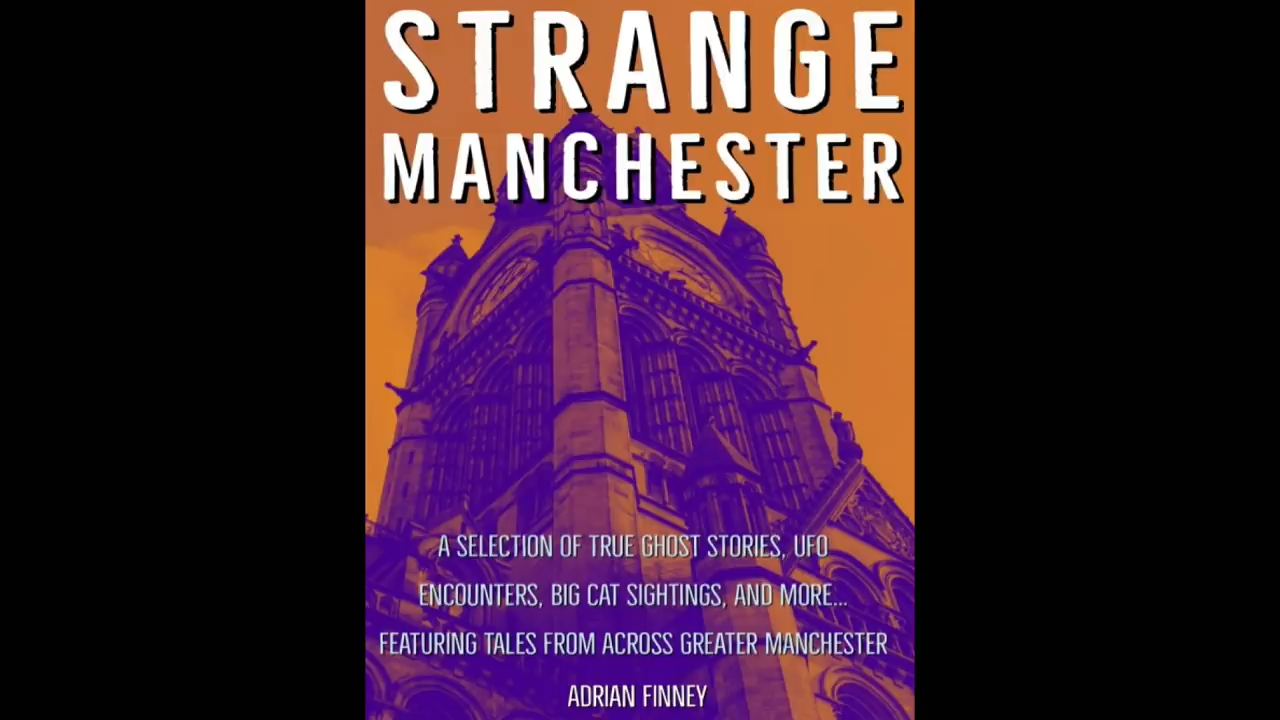 STRANGE
MANCHESTER
A SELECTION OF TRUE GHOST STORIES, UFO
ENCOUNTERS, BIG CAT SIGHTINGS, AND MORE...
FEATURING TALES FROM ACROSS GREATER MANCHESTER
ADRIAN FINNEY